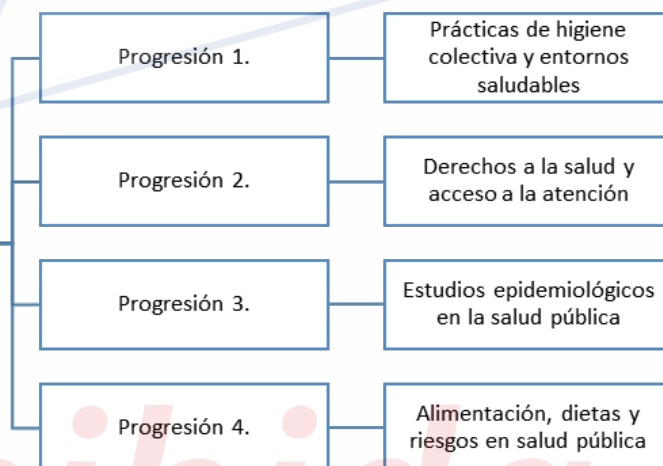 Progresión 1.
Prácticas de higiene
colectiva y entornos
saludables
Progresión 2.
Derechos a la salud y
acceso a la atención
Progresión 3.
Estudios epidemiológicos
en la salud pública
Progresión 4.
Alimentación, dietas y
riesgos en salud pública